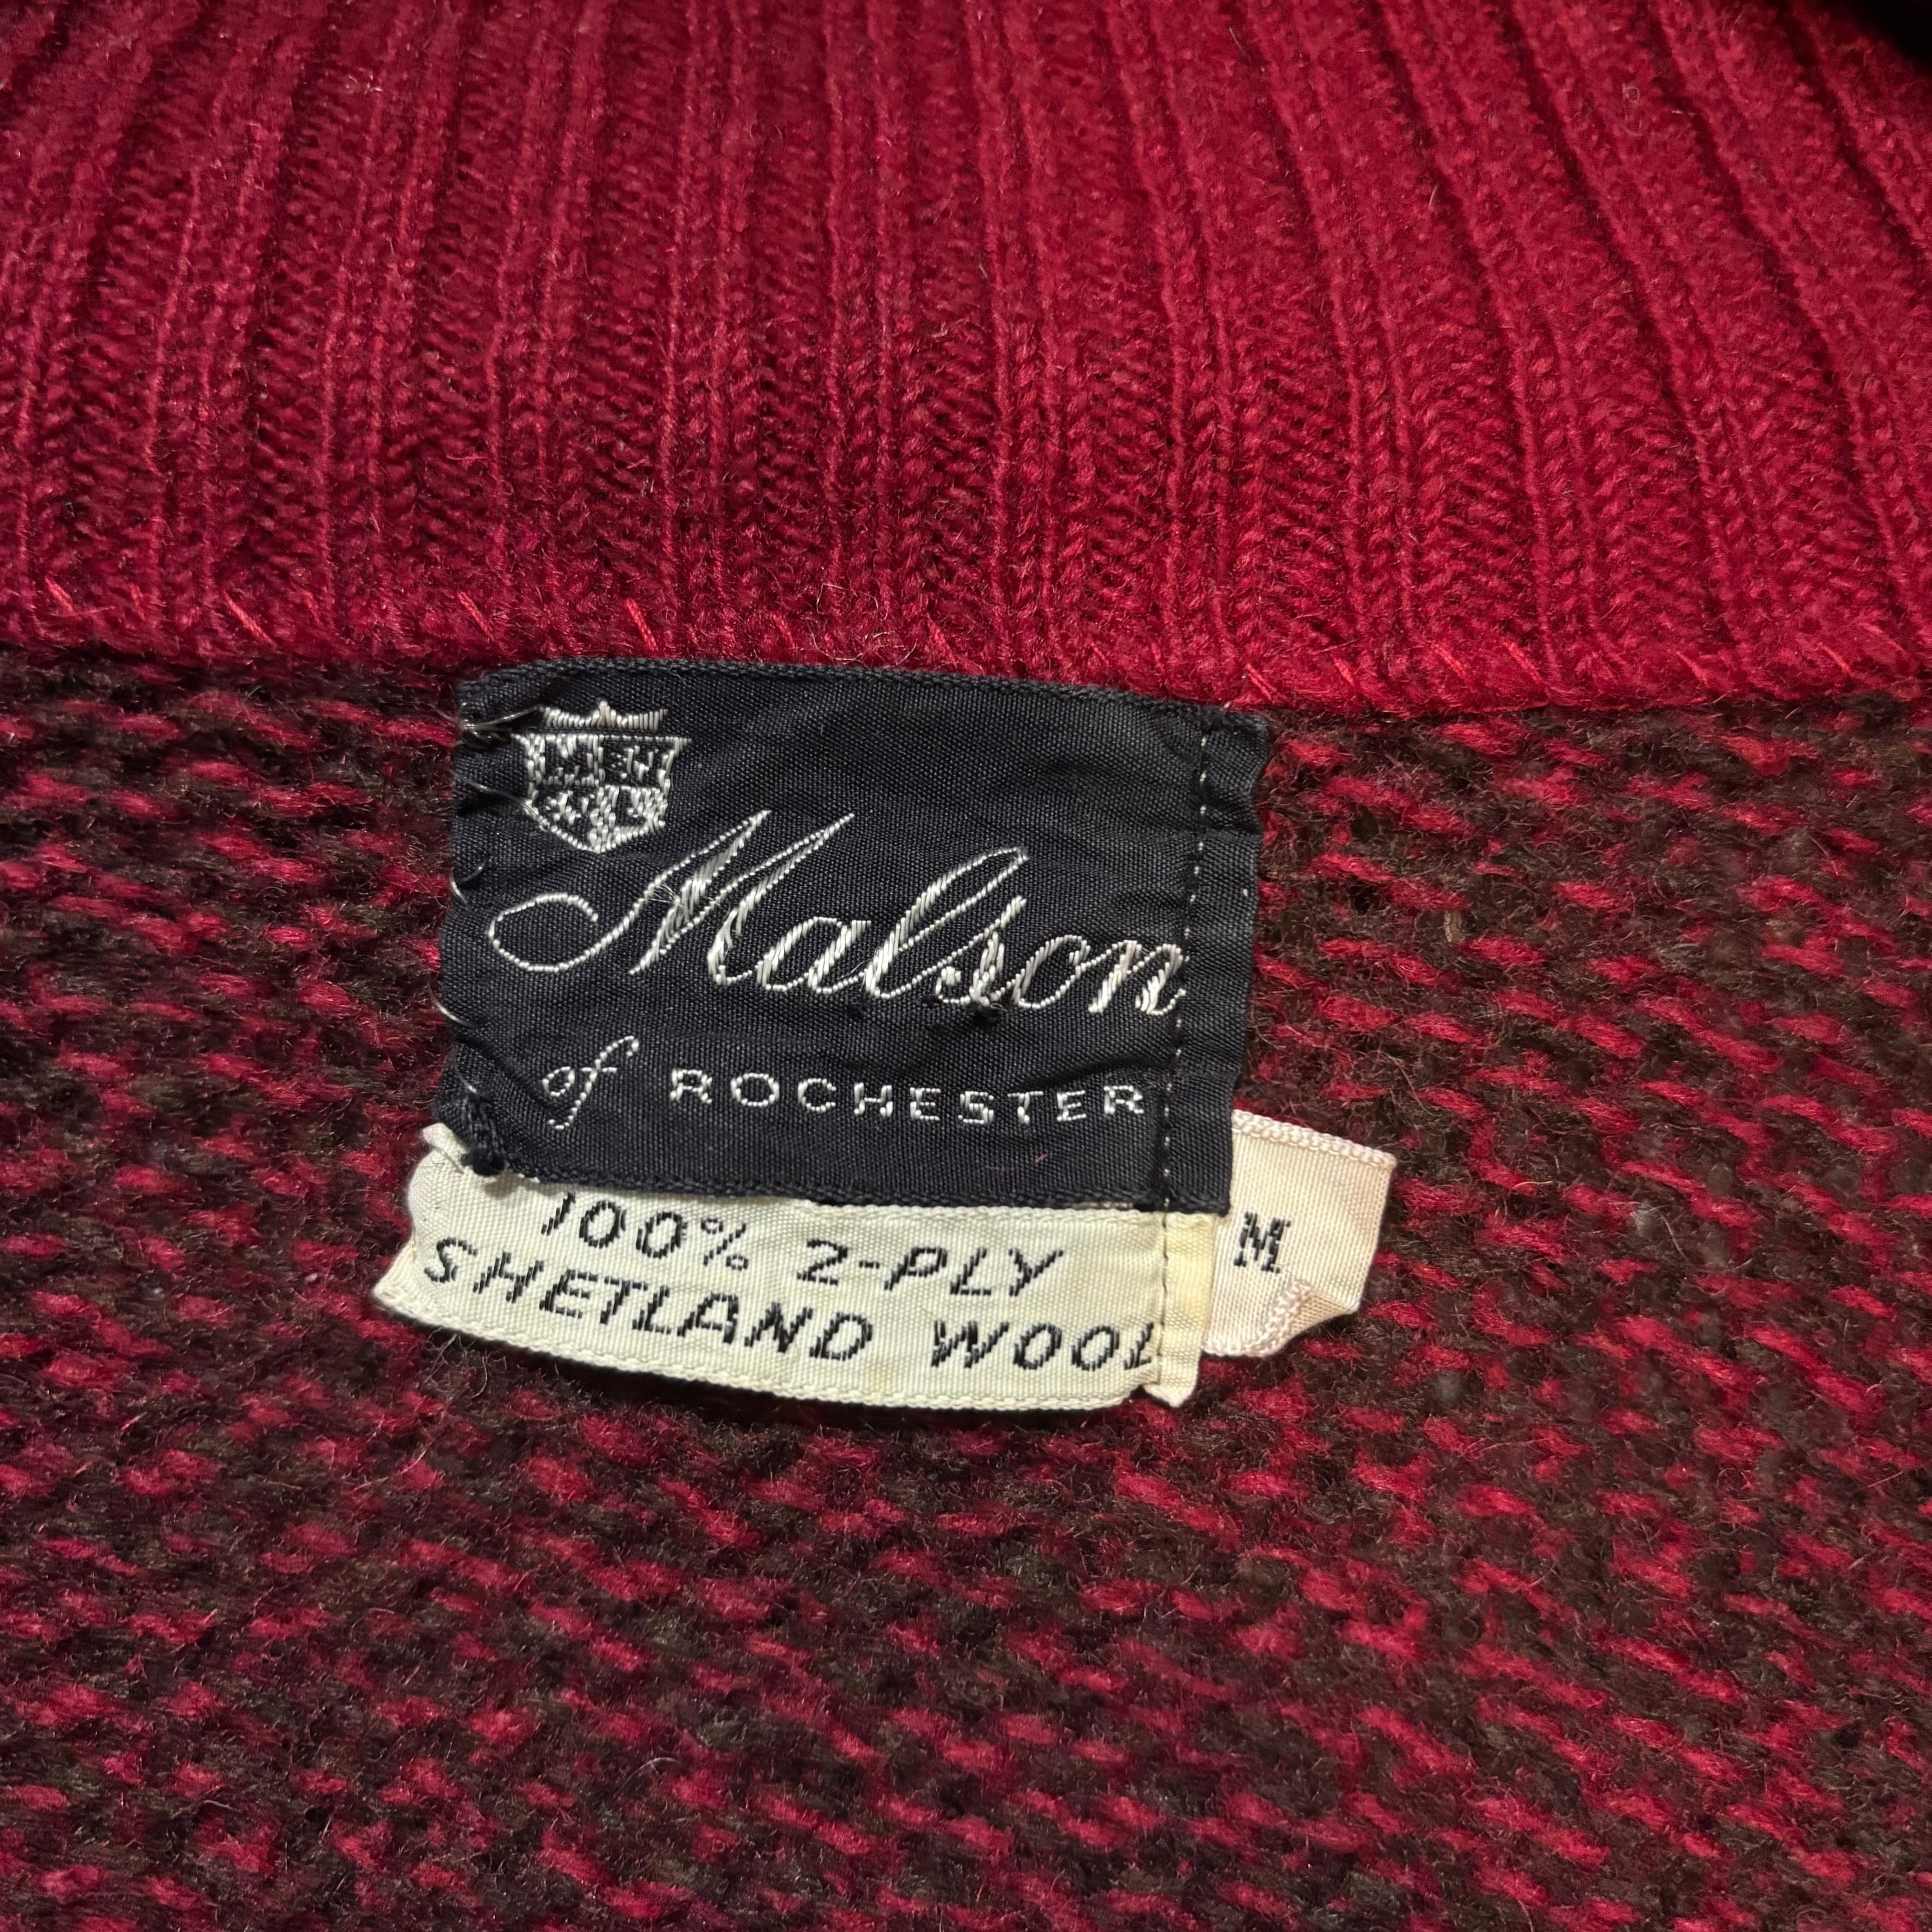 Malson
of ROCHESTER
100% 2-PLY
SHETLAND WOOL
M